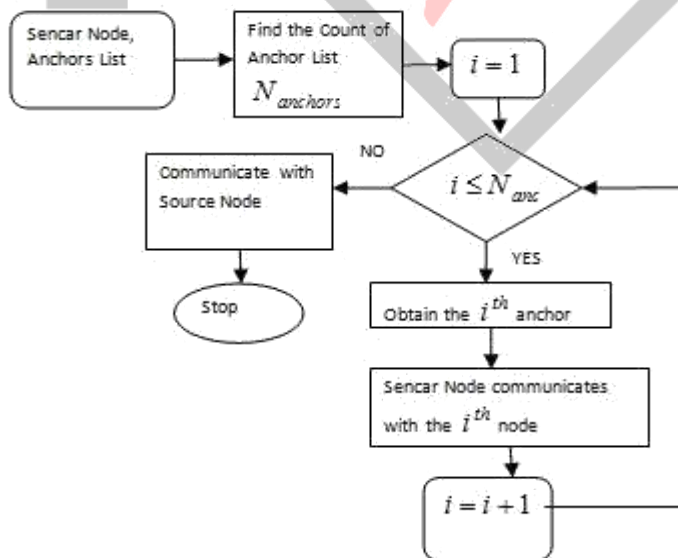 Sencar Node,
Anchors List
Find the Count of
Anchor List
N_anchors
i = 1
i ≤ N_anc
NO
Communicate with
Source Node
Stop
YES
Obtain the i^th anchor
Sencar Node communicates
with the i^th node
i = i + 1